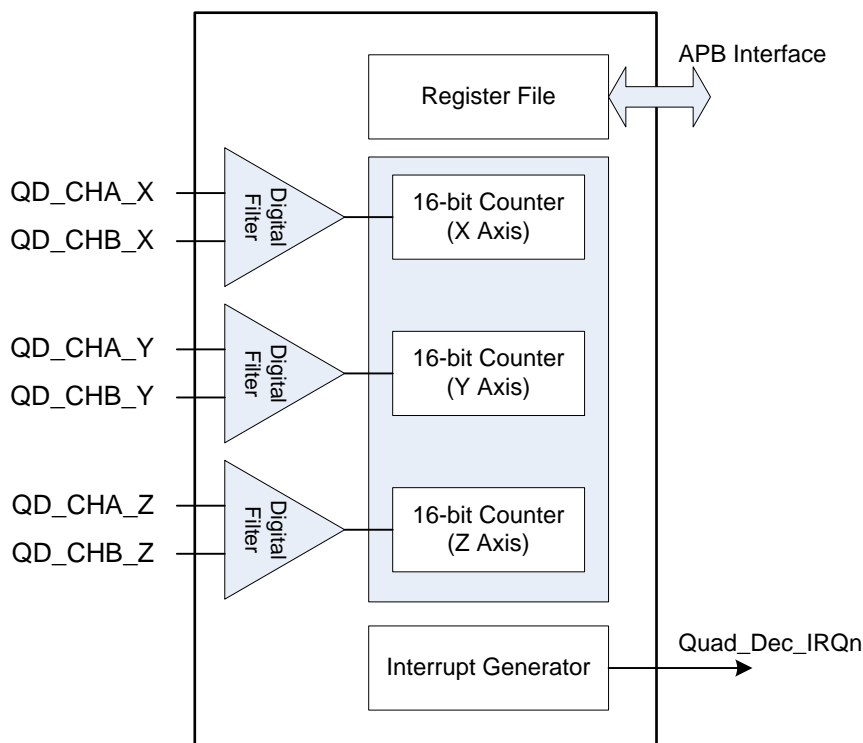 APB Interface
Register File
QD_CHA_X
QD_CHB_X
Digital
Filter
16-bit Counter
(X Axis)
QD_CHA_Y
QD_CHB_Y
Digital
Filter
16-bit Counter
(Y Axis)
QD_CHA_Z
QD_CHB_Z
Digital
Filter
16-bit Counter
(Z Axis)
Interrupt Generator
Quad_Dec_IRQn